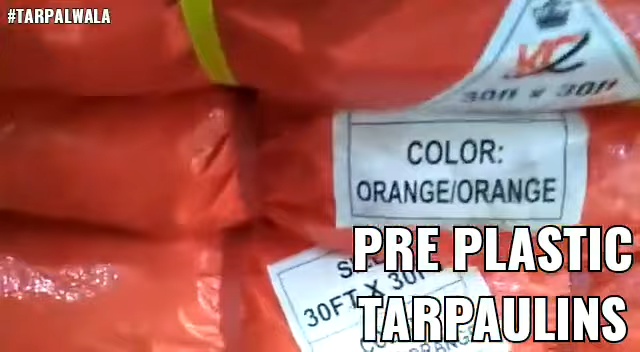 #TARPALWALA
30ft x 30ft
COLOR:
ORANGE/ORANGE
PRE PLASTIC
30FT X 30
TARPAULINS